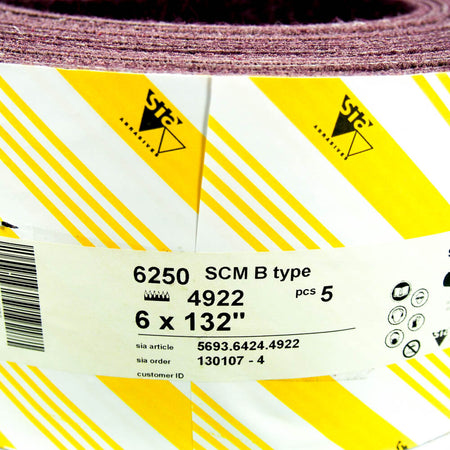 sia
ABRASIVES
sia
ABRASIVES
6250 SCM B type
4922 pcs 5
6 x 132"
sia article 5693.6424.4922
sia order 130107 - 4
customer ID